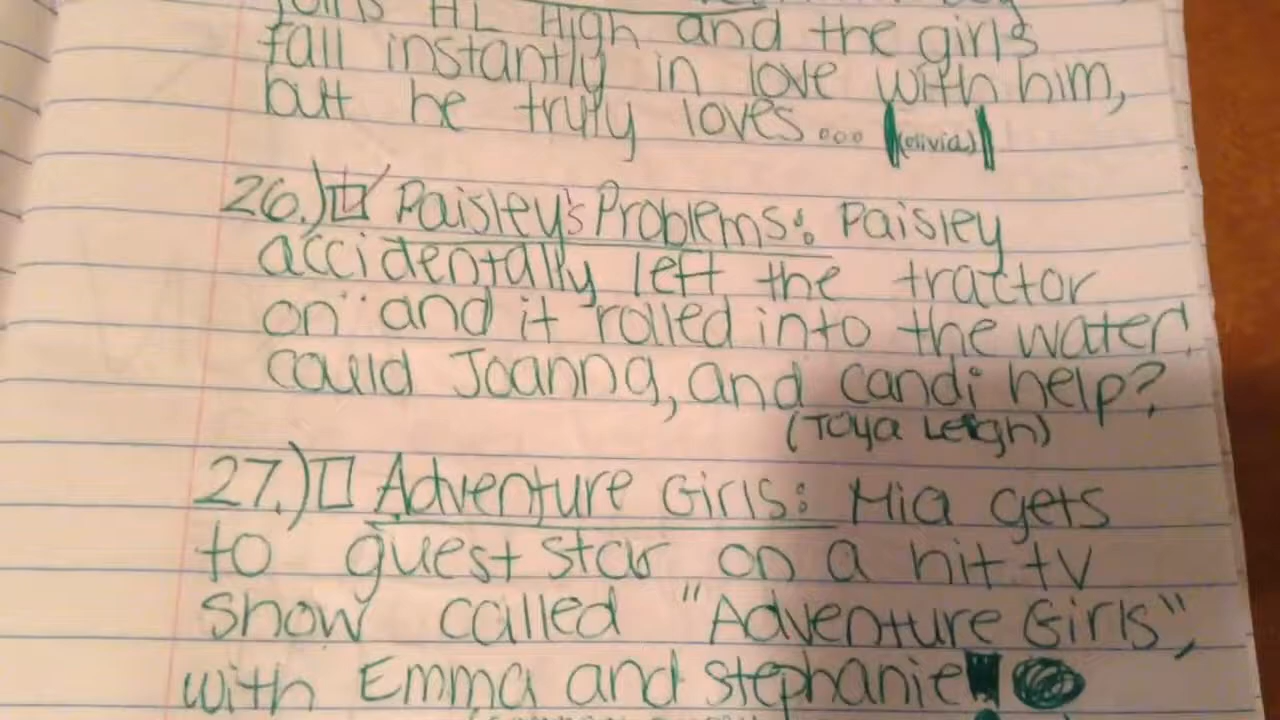 HL High and the girls
fall instantly in love with him,
but he truly loves... (olivia)
26.) Paisley's Problems: Paisley
accidentally left the tractor
on and it rolled into the water!
could Joanna, and Candi help?
(Toya Leigh)
27.) Adventure Girls: Mia gets
to guest star on a hit tv
show called "Adventure Girls",
with Emma and stephanie